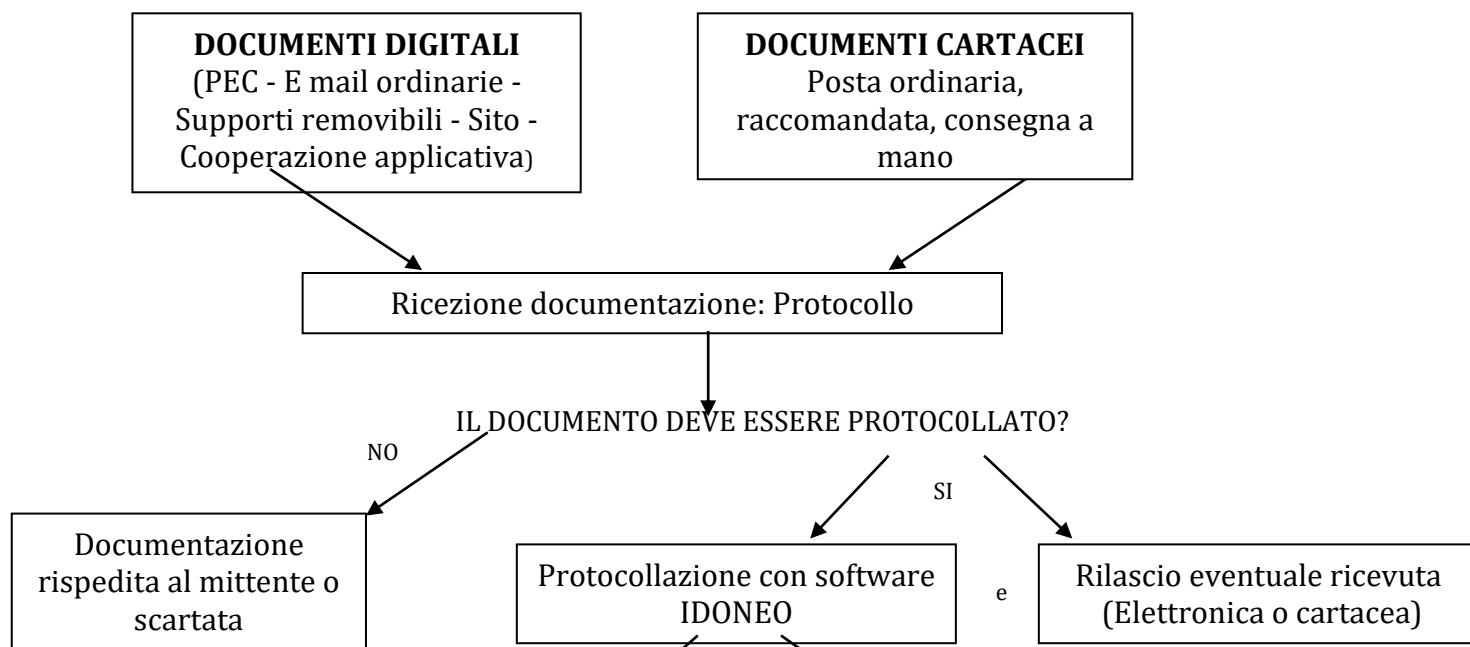 DOCUMENTI DIGITALI
(PEC - E mail ordinarie -
Supporti removibili - Sito -
Cooperazione applicativa)
DOCUMENTI CARTACEI
Posta ordinaria,
raccomandata, consegna a
mano
Ricezione documentazione: Protocollo
IL DOCUMENTO DEVE ESSERE PROTOC0LLATO?
NO
SI
Documentazione
rispedita al mittente o
scartata
Protocollazione con software
IDONEO
e
Rilascio eventuale ricevuta
(Elettronica o cartacea)